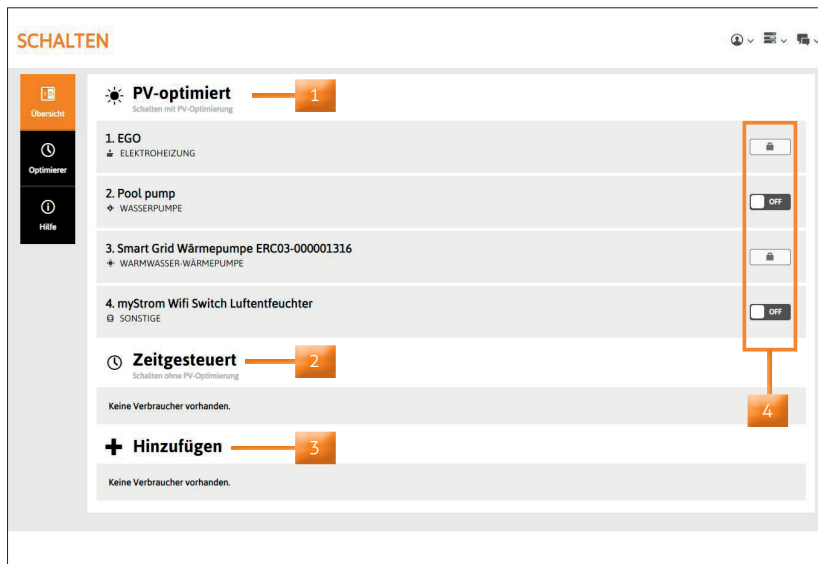 SCHALTEN
Übersicht
Optimierer
Hilfe
PV-optimiert
1
Schalten mit PV-Optimierung
1. EGO
ELEKTROHEIZUNG
2. Pool pump
WASSERPUMPE
OFF
3. Smart Grid Wärmepumpe ERC03-000001316
WARMWASSER-WÄRMEPUMPE
4. myStrom Wifi Switch Luftentfeuchter
SONSTIGE
OFF
Zeitgesteuert
2
Schalten ohne PV-Optimierung
Keine Verbraucher vorhanden.
4
Hinzufügen
3
Keine Verbraucher vorhanden.